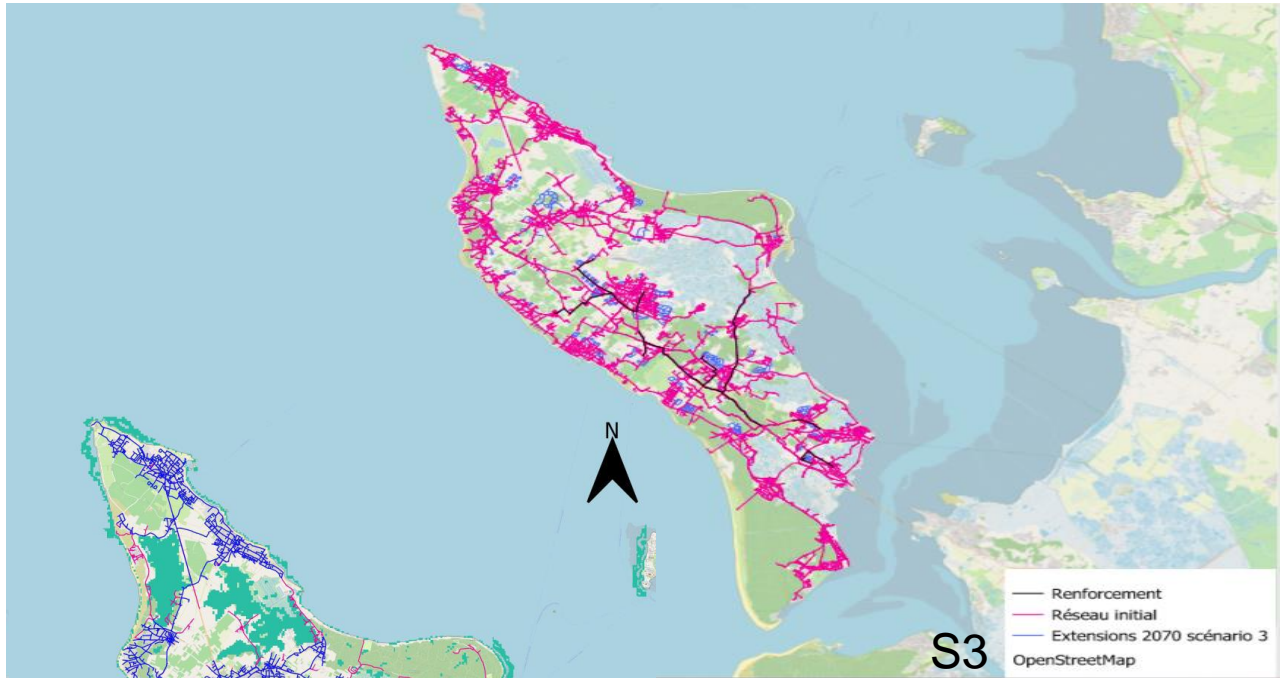 N
S3
Renforcement
Réseau initial
Extensions 2070 scénario 3
OpenStreetMap